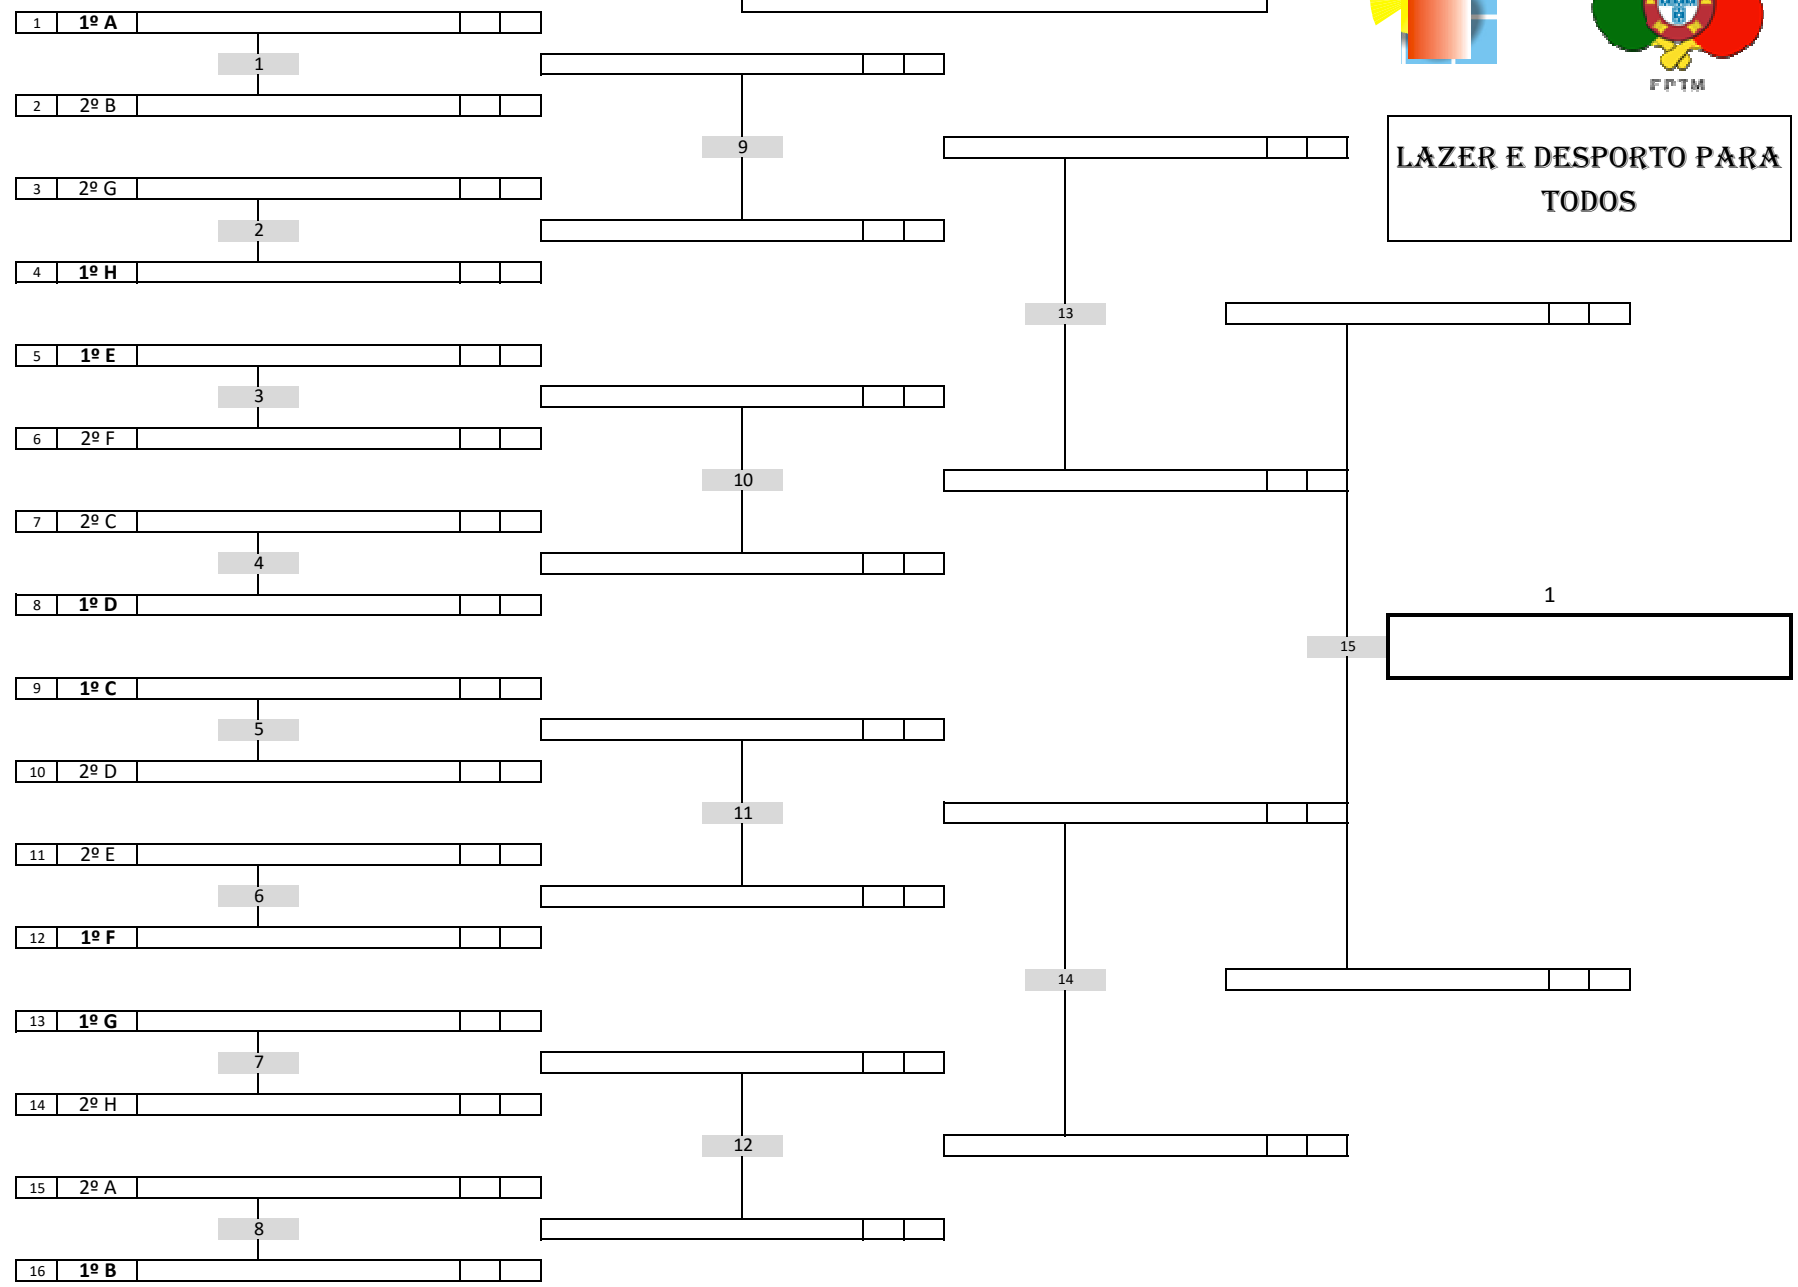 1 1º A
1
2 2º B
FPTM
9
LAZER E DESPORTO PARA
TODOS
3 2º G
2
4 1º H
13
5 1º E
3
6 2º F
10
7 2º C
4
8 1º D
1
15
9 1º C
5
10 2º D
11
11 2º E
6
12 1º F
14
13 1º G
7
14 2º H
12
15 2º A
8
16 1º B